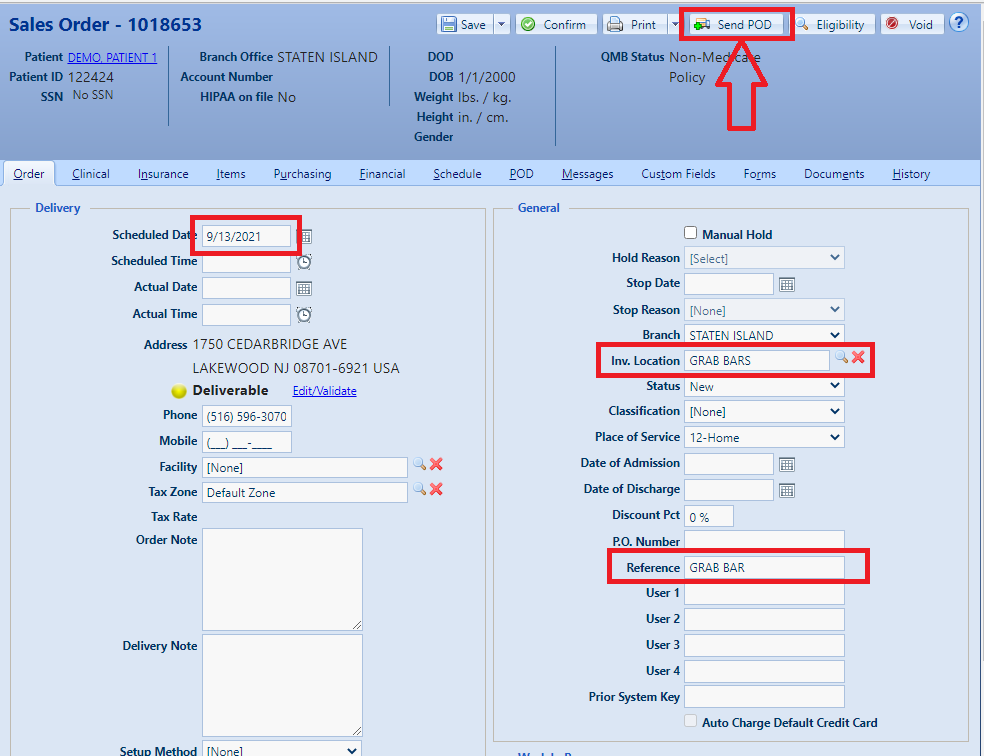 Sales Order - 1018653
Save Confirm Print Send POD Eligibility Void ?
Patient DEMO, PATIENT 1
Patient ID 122424
SSN No SSN
Branch Office STATEN ISLAND
Account Number
HIPAA on file No
DOD
DOB 1/1/2000
Weight lbs. / kg.
Height in. / cm.
Gender
QMB Status Non-Medicare
Policy
Order Clinical Insurance Items Purchasing Financial Schedule POD Messages Custom Fields Forms Documents History
Delivery
Scheduled Date 9/13/2021
Scheduled Time
Actual Date
Actual Time
Address 1750 CEDARBRIDGE AVE
LAKEWOOD NJ 08701-6921 USA
Deliverable Edit/Validate
Phone (516) 596-3070
Mobile (___) ___-____
Facility [None]
Tax Zone Default Zone
Tax Rate
Order Note
Delivery Note
Setup Method [None]
General
Manual Hold
Hold Reason [Select]
Stop Date
Stop Reason [None]
Branch STATEN ISLAND
Inv. Location GRAB BARS
Status New
Classification [None]
Place of Service 12-Home
Date of Admission
Date of Discharge
Discount Pct 0 %
P.O. Number
Reference GRAB BAR
User 1
User 2
User 3
User 4
Prior System Key
Auto Charge Default Credit Card